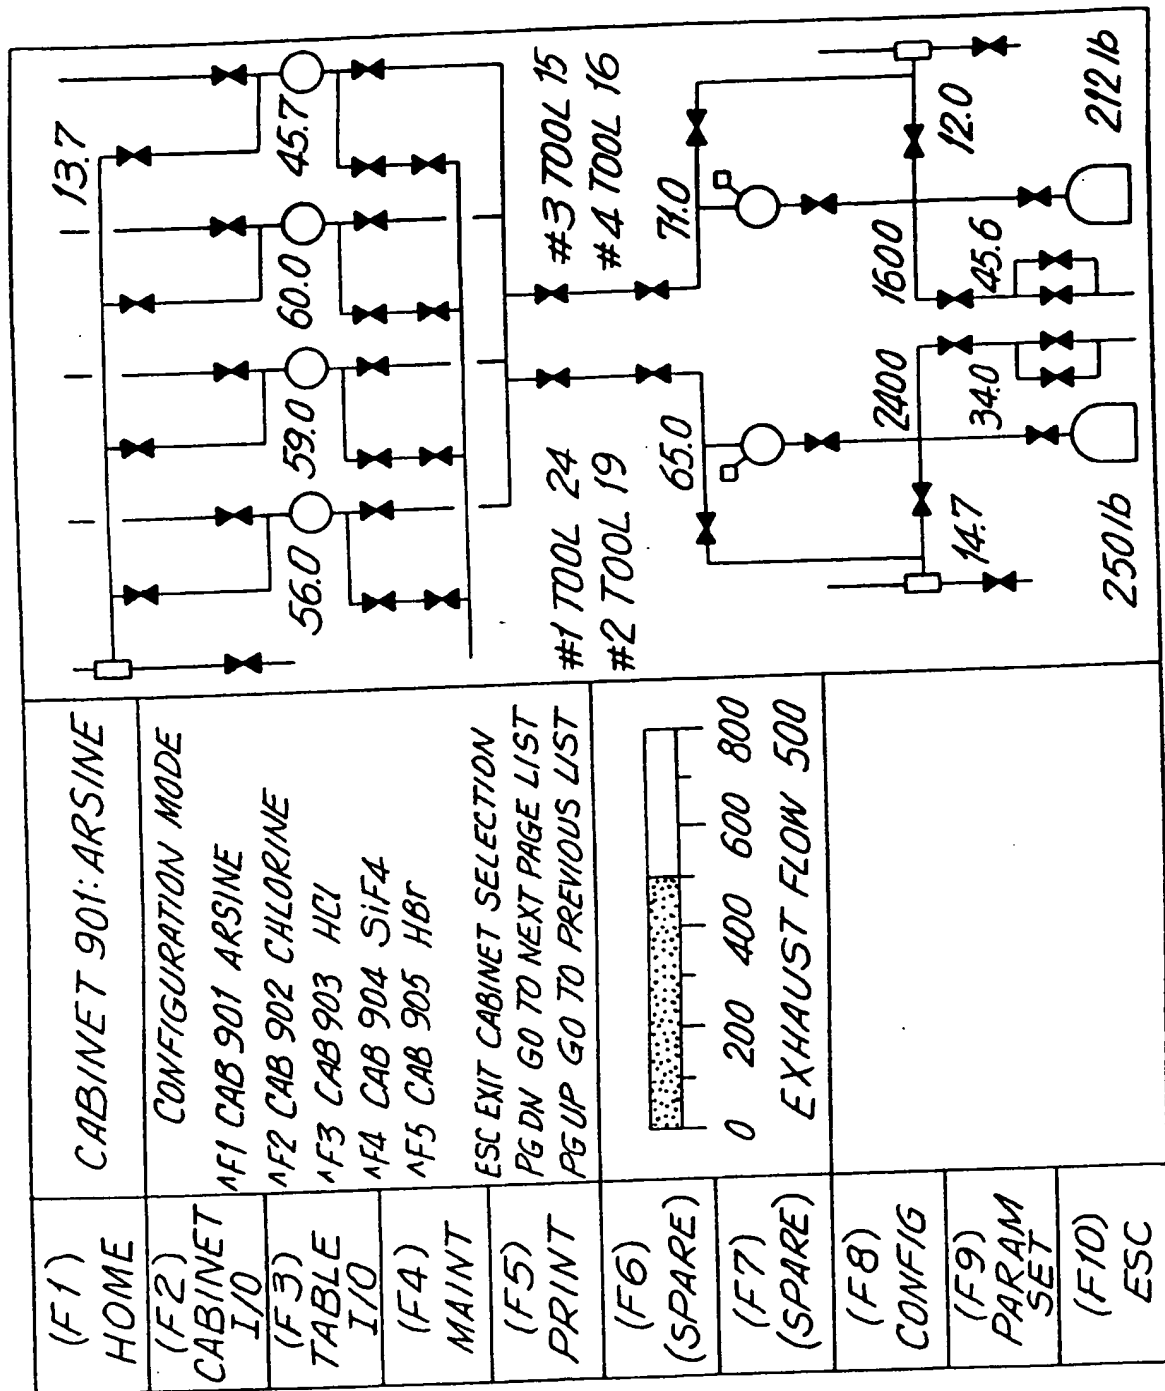 (F1)
HOME
(F2)
CABINET
I/O
(F3)
TABLE
I/O
(F4)
MAINT
(F5)
PRINT
(F6)
(SPARE)
(F7)
(SPARE)
(F8)
CONFIG
(F9)
PARAM
SET
(F10)
ESC
CABINET 901: ARSINE
CONFIGURATION MODE
^F1 CAB 901 ARSINE
^F2 CAB 902 CHLORINE
^F3 CAB 903 HCl
^F4 CAB 904 SiF4
^F5 CAB 905 HBr
ESC EXIT CABINET SELECTION
PG DN GO TO NEXT PAGE LIST
PG UP GO TO PREVIOUS LIST
0 200 400 600 800
EXHAUST FLOW 500
13.7
56.0 59.0 60.0 45.7
#1 TOOL 24
#2 TOOL 19
#3 TOOL 15
#4 TOOL 16
65.0 71.0
2400 1600
14.7 34.0 45.6 12.0
250 lb 212 lb